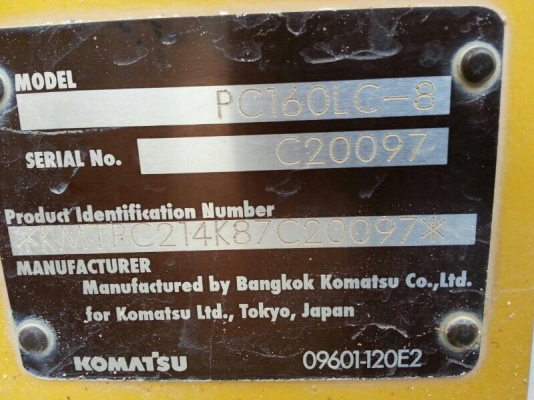 MODEL
PC160LC-8
SERIAL No.
C20097
Product Identification Number
*KMTPC214K87C20097*
MANUFACTURER
Manufactured by Bangkok Komatsu Co.,Ltd.
for Komatsu Ltd., Tokyo, Japan
KOMATSU
09601-120E2